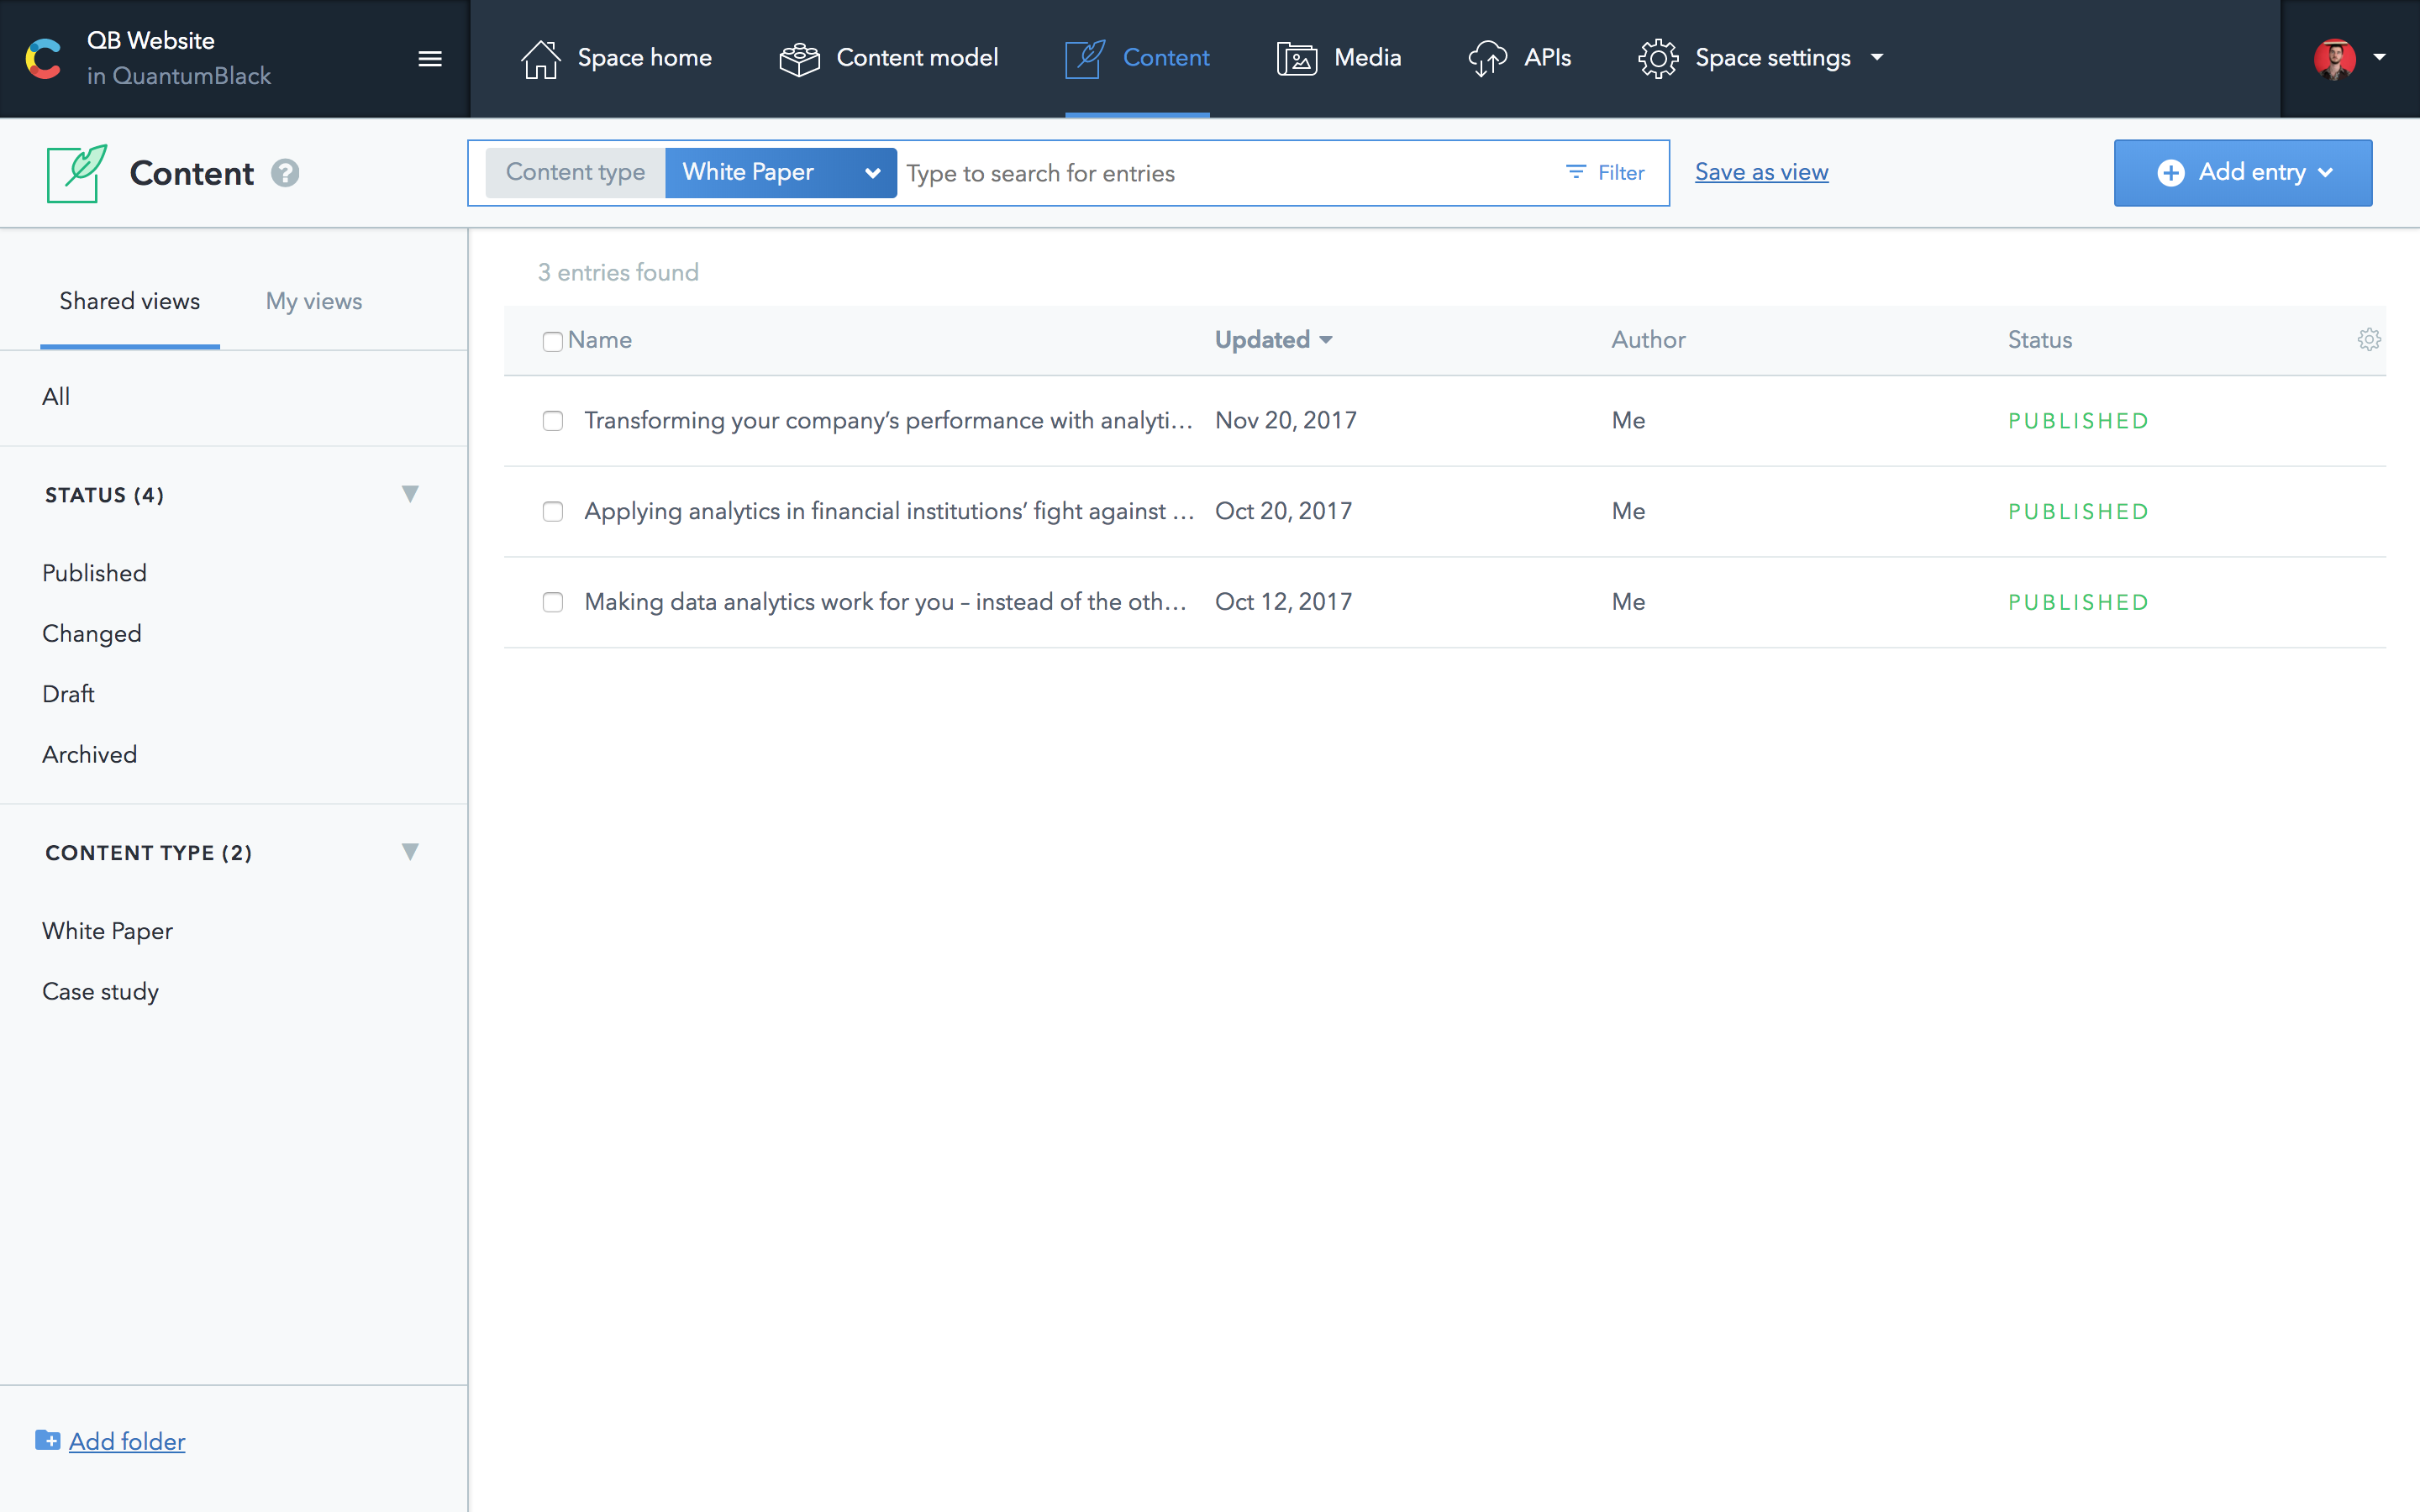 QB Website
in QuantumBlack
Space home
Content model
Content
Media
APIs
Space settings
Content
?
Content type
White Paper
Type to search for entries
Filter
Save as view
Add entry
Shared views
My views
All
STATUS (4)
Published
Changed
Draft
Archived
CONTENT TYPE (2)
White Paper
Case study
Add folder
3 entries found
Name Updated Author Status
Transforming your company’s performance with analyti... Nov 20, 2017 Me PUBLISHED
Applying analytics in financial institutions’ fight against ... Oct 20, 2017 Me PUBLISHED
Making data analytics work for you – instead of the oth... Oct 12, 2017 Me PUBLISHED